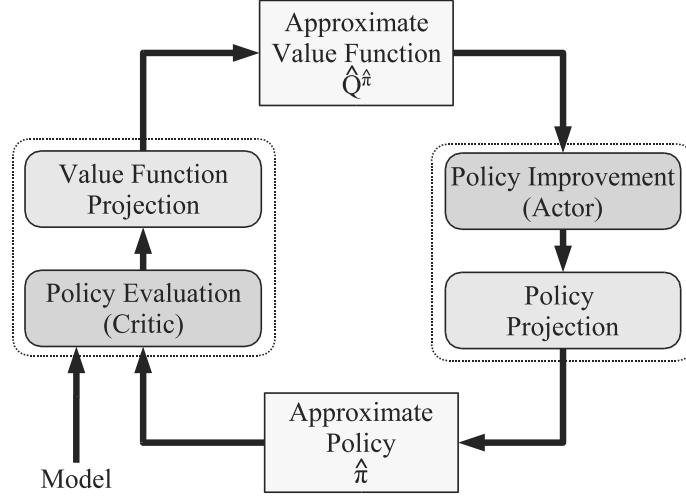 Approximate
Value Function
Q̂^π̂
Value Function
Projection
Policy Improvement
(Actor)
Policy Evaluation
(Critic)
Policy
Projection
Approximate
Policy
π̂
Model